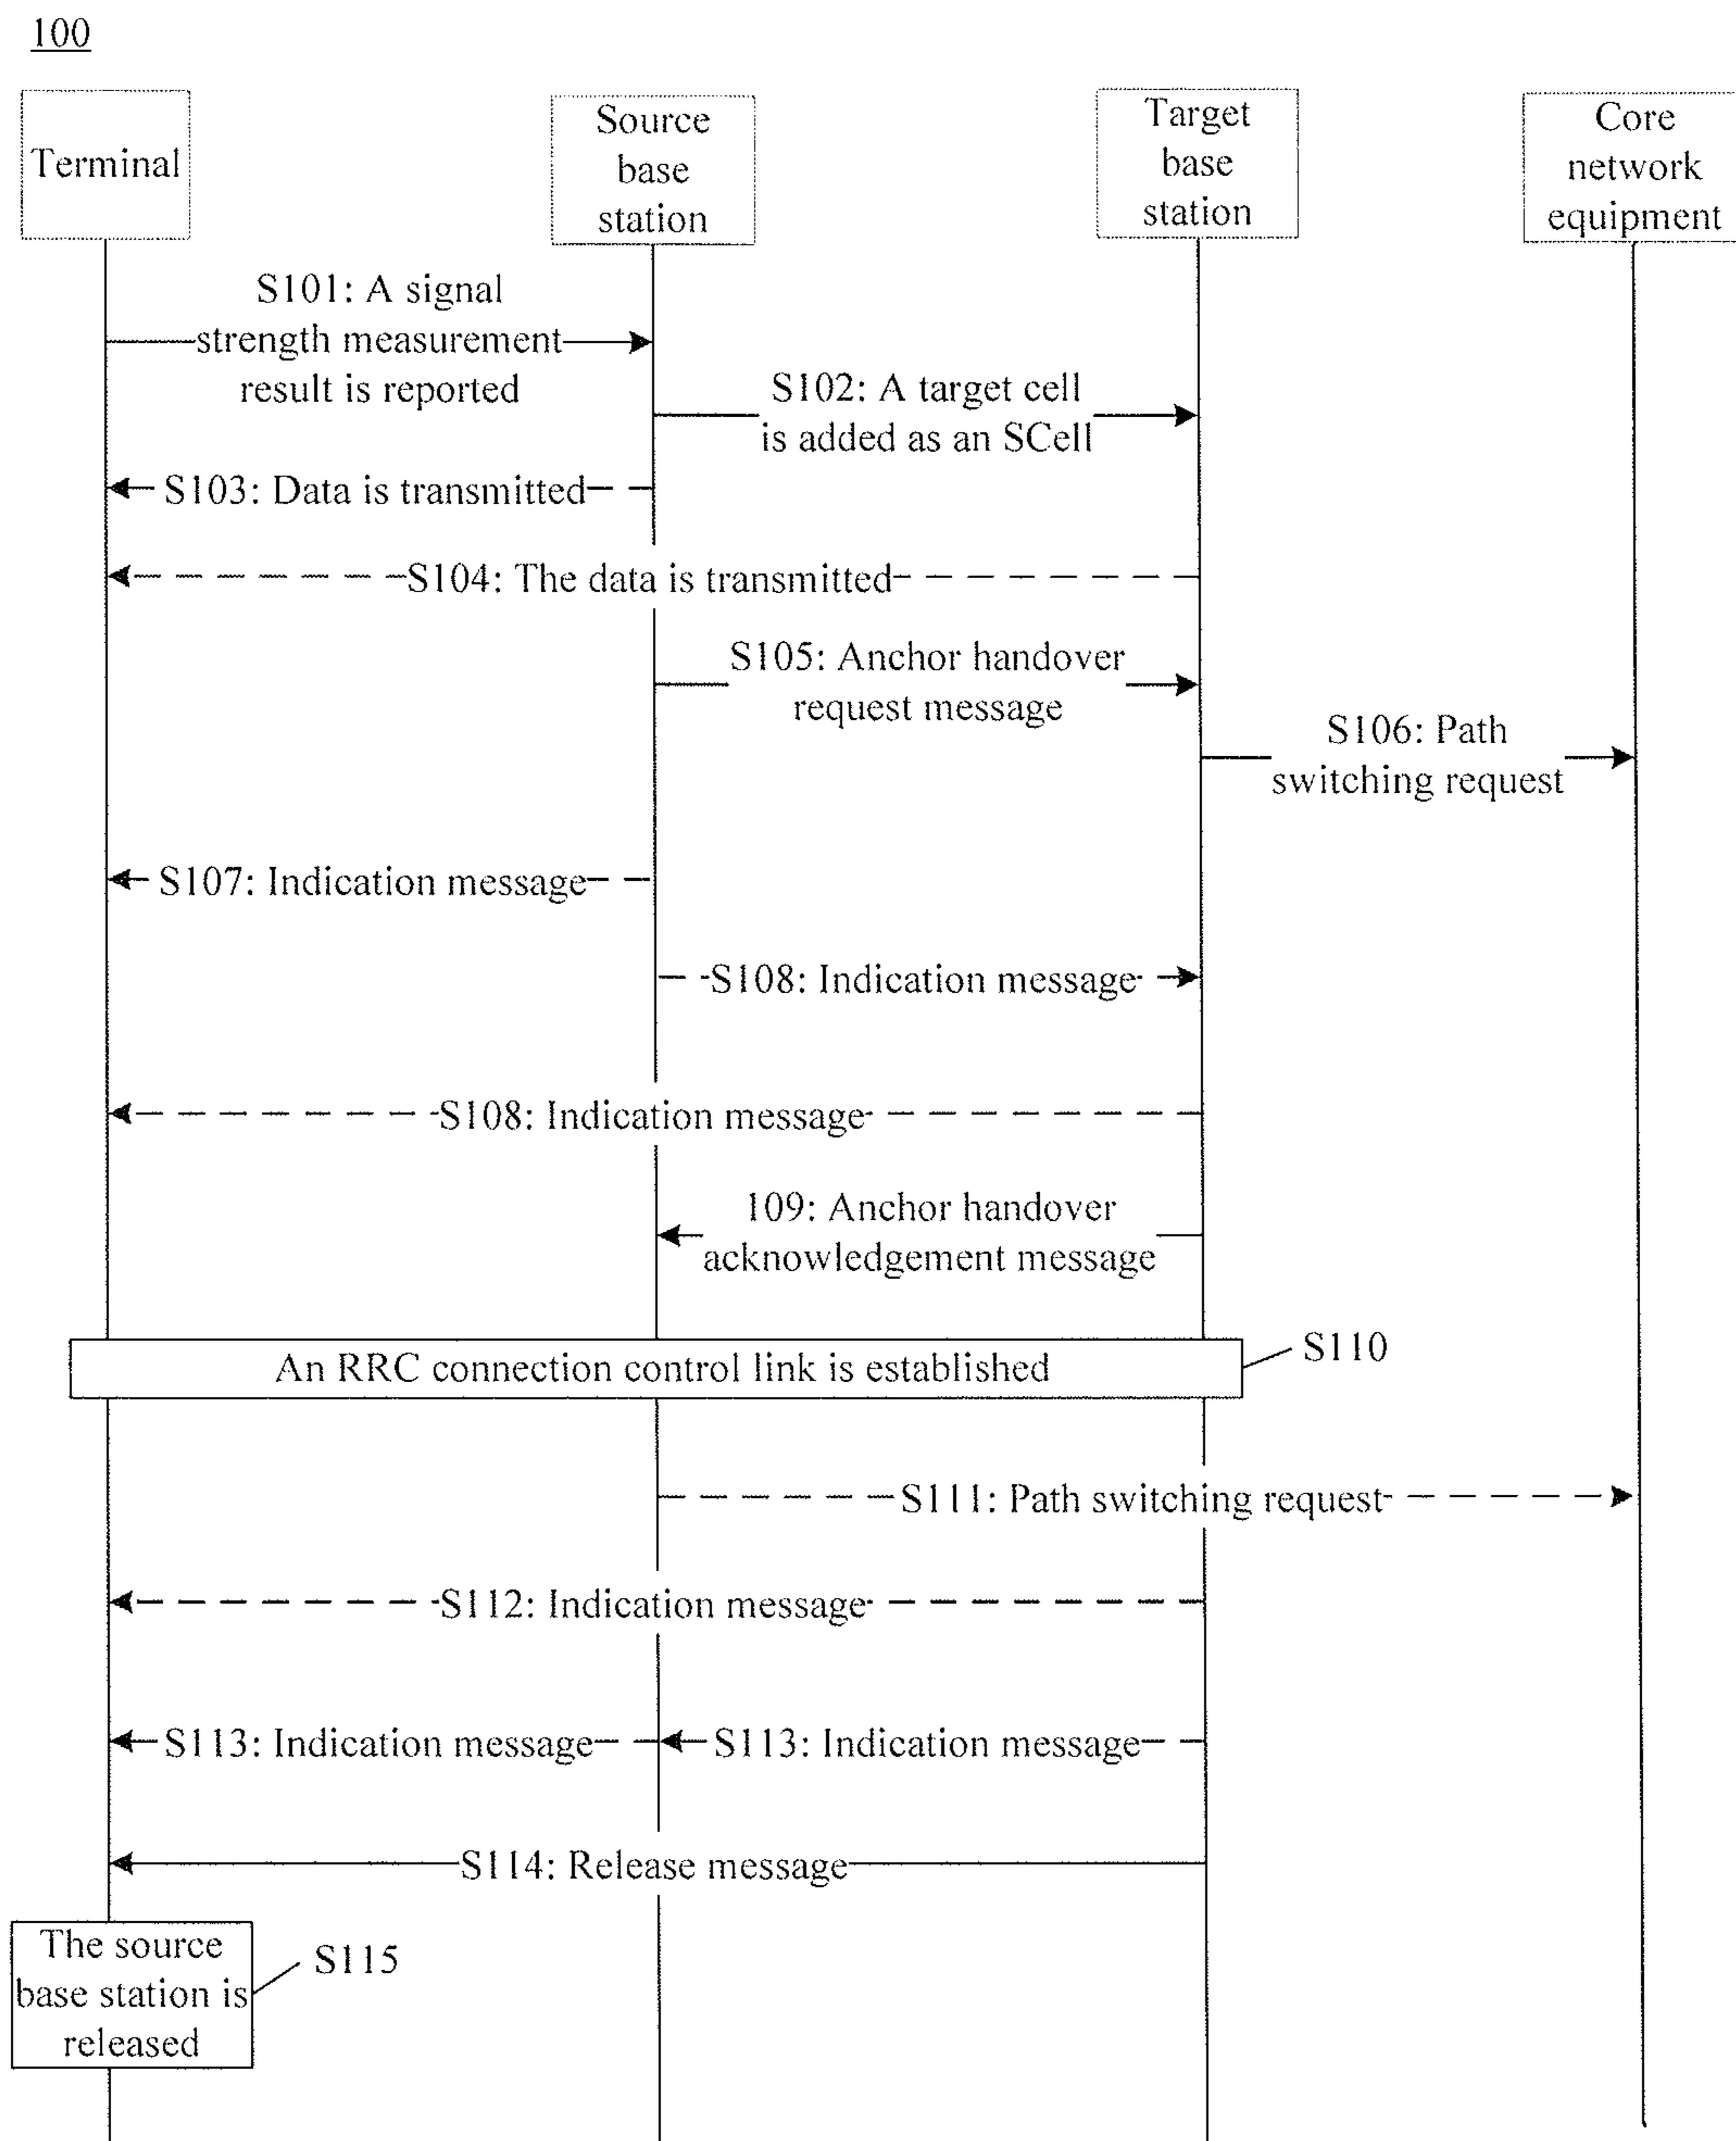 100
Terminal
Source
base
station
Target
base
station
Core
network
equipment
S101: A signal
strength measurement
result is reported
S102: A target cell
is added as an SCell
S103: Data is transmitted
S104: The data is transmitted
S105: Anchor handover
request message
S106: Path
switching request
S107: Indication message
S108: Indication message
S108: Indication message
109: Anchor handover
acknowledgement message
An RRC connection control link is established
S110
S111: Path switching request
S112: Indication message
S113: Indication message
S113: Indication message
S114: Release message
The source
base station is
released
S115